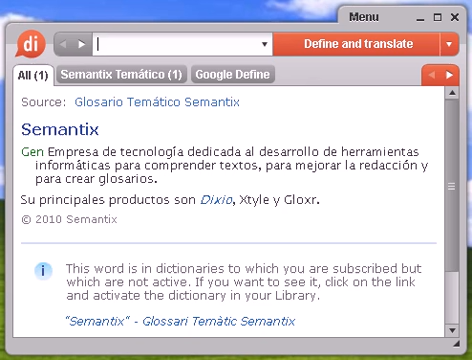 Menu
di
Define and translate
All (1)
Semantix Temático (1)
Google Define
Source: Glosario Temático Semantix
Semantix
Gen Empresa de tecnología dedicada al desarrollo de herramientas
informáticas para comprender textos, para mejorar la redacción y
para crear glosarios.
Su principales productos son Dixio, Xtyle y Gloxr.
© 2010 Semantix
i
This word is in dictionaries to which you are subscribed but
which are not active. If you want to see it, click on the link
and activate the dictionary in your Library.
"Semantix" - Glossari Temàtic Semantix